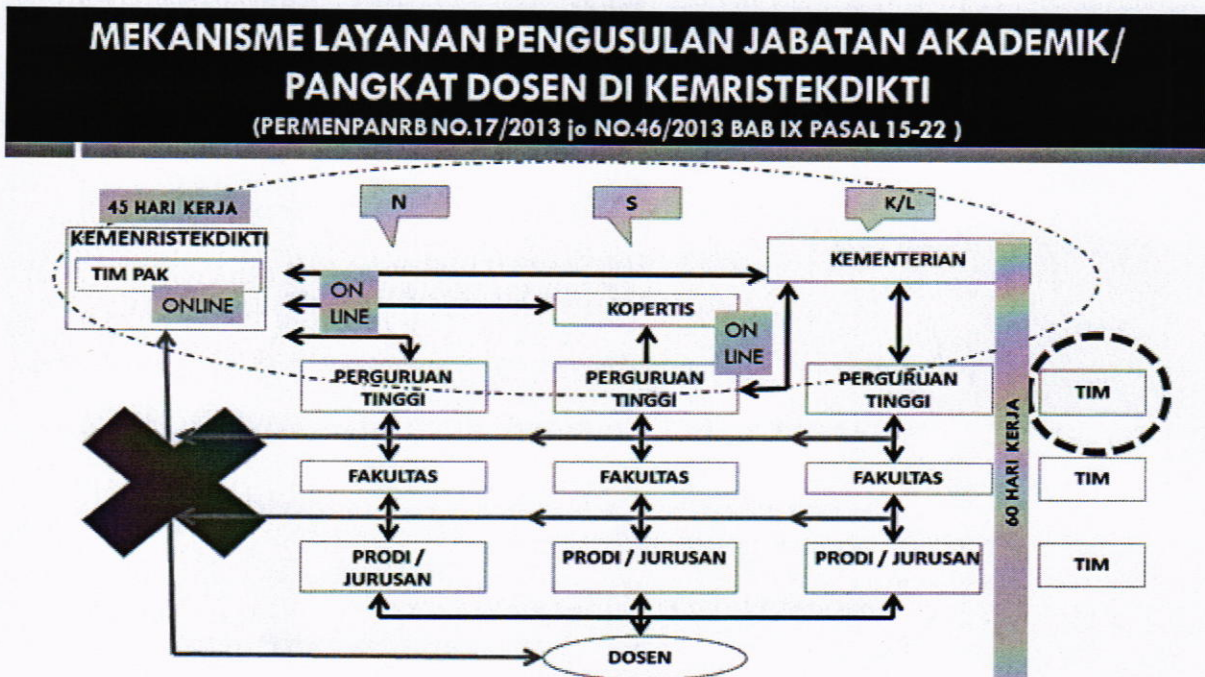 MEKANISME LAYANAN PENGUSULAN JABATAN AKADEMIK/
PANGKAT DOSEN DI KEMRISTEKDIKTI
(PERMENPANRB NO.17/2013 jo NO.46/2013 BAB IX PASAL 15-22 )
45 HARI KERJA
N
S
K/L
KEMENRISTEKDIKTI
TIM PAK
ONLINE
ON
LINE
KEMENTERIAN
KOPERTIS
ON
LINE
PERGURUAN
TINGGI
PERGURUAN
TINGGI
PERGURUAN
TINGGI
TIM
FAKULTAS
FAKULTAS
FAKULTAS
TIM
PRODI /
JURUSAN
PRODI / JURUSAN
PRODI / JURUSAN
TIM
60 HARI KERJA
DOSEN